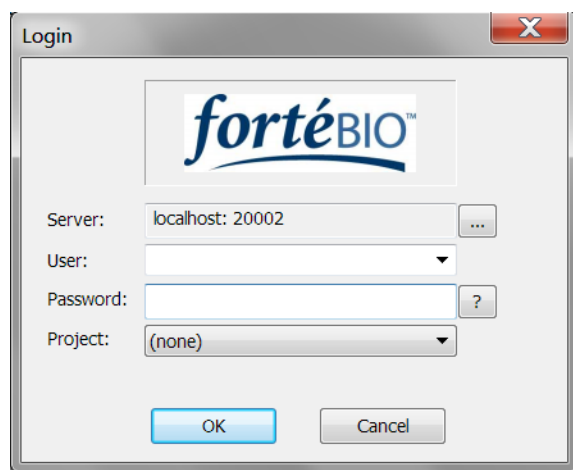 Login
X
fortéBIO™
Server: localhost: 20002 ...
User:
Password: ?
Project: (none)
OK Cancel